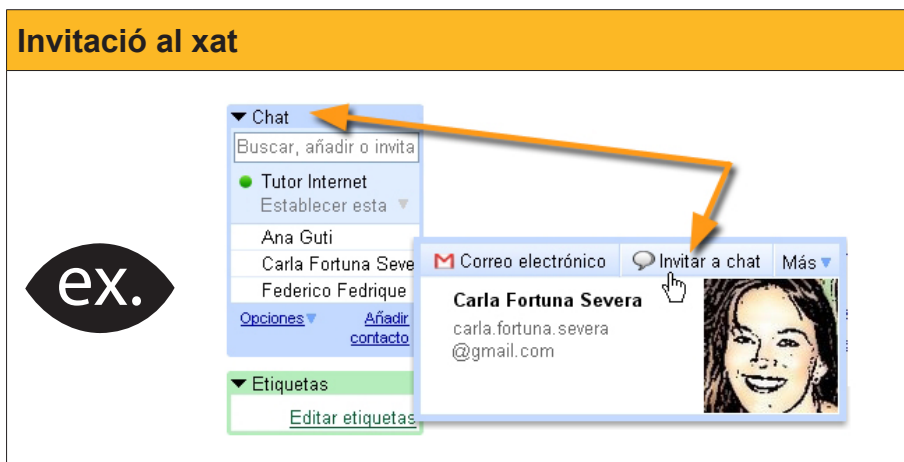 Invitació al xat
Chat
Buscar, añadir o invita
Tutor Internet
Establecer esta
Ana Guti
Carla Fortuna Seve
Federico Fedrique
Opciones
Añadir
contacto
Etiquetas
Editar etiquetas
ex.
Correo electrónico
Invitar a chat
Más
Carla Fortuna Severa
carla.fortuna.severa
@gmail.com